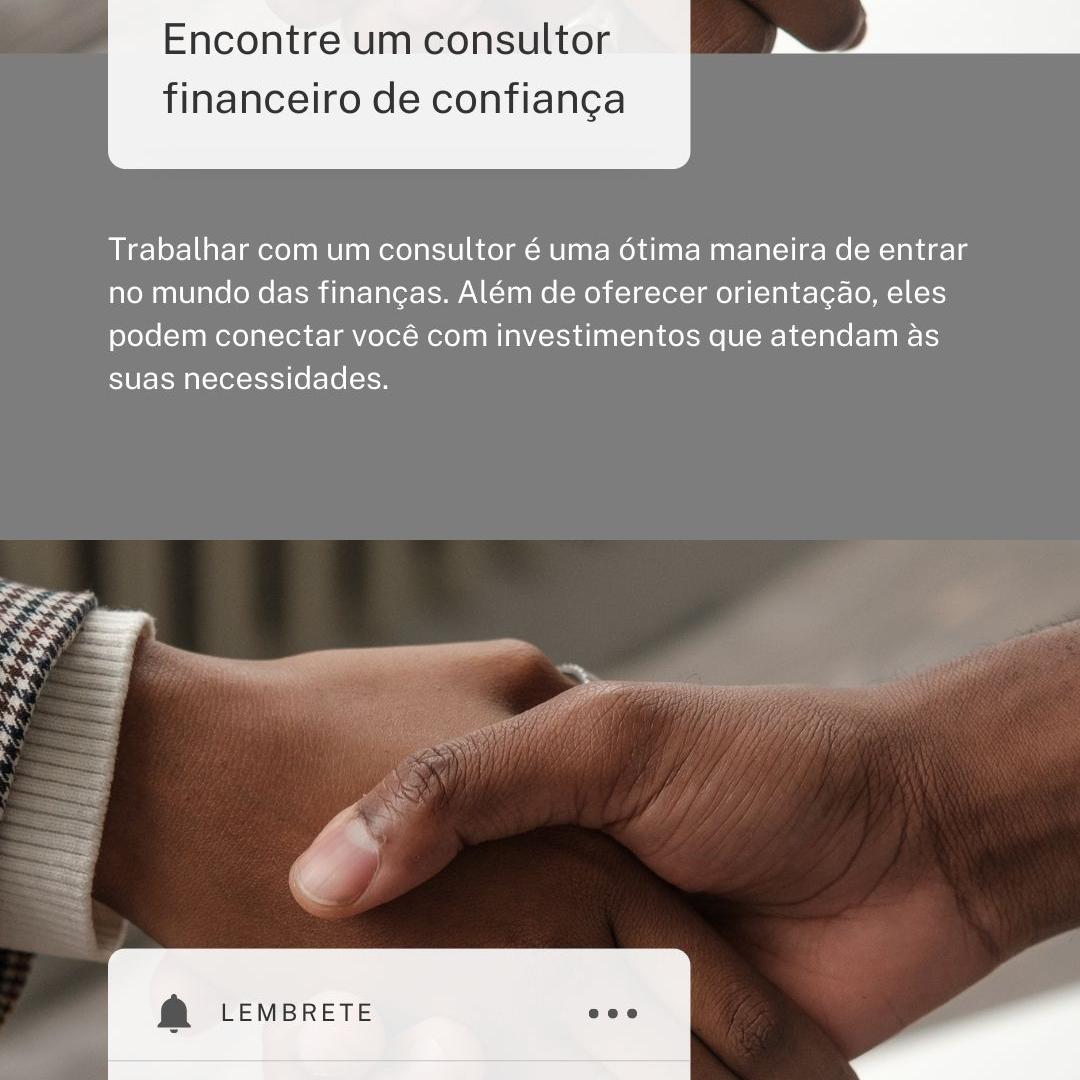 Encontre um consultor
financeiro de confiança
Trabalhar com um consultor é uma ótima maneira de entrar
no mundo das finanças. Além de oferecer orientação, eles
podem conectar você com investimentos que atendam às
suas necessidades.
LEMBRETE